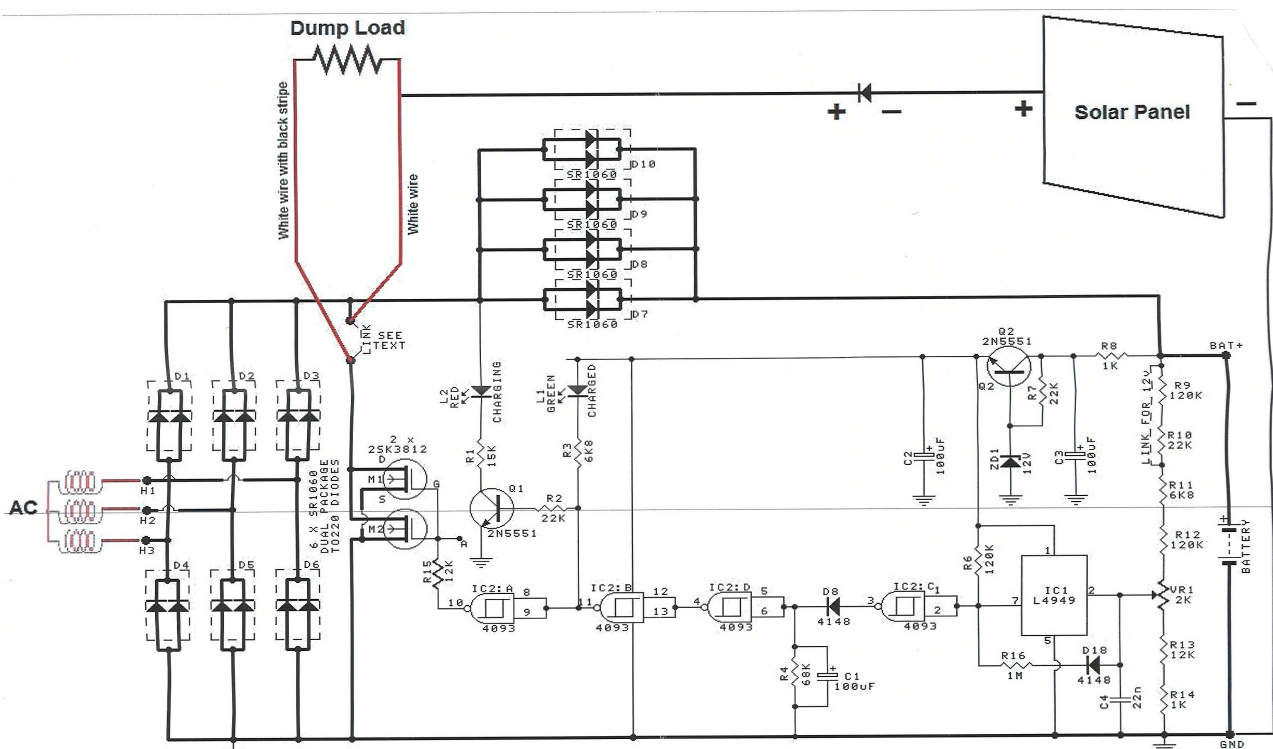 Dump Load
White wire with black stripe
White wire
+
−
+
−
Solar Panel
D10
SR1060
D9
SR1060
D8
SR1060
D7
SR1060
LINK
SEE
TEXT
D1
D2
D3
D4
D5
D6
6 x SR1060
DUAL PACKAGE
TO220 DIODES
AC
H1
H2
H3
2 x
2SK3812
D
M1
G
S
M2
A
R15
12K
L2
RED
CHARGING
R1
Q1
2N5551
R2
22K
L1
GREEN
CHARGED
R3
6K8
IC2:A
10
8
9
4093
IC2:B
11
12
13
4093
IC2:D
4
5
6
4093
D8
4148
IC2:C
3
1
2
4093
R4
68K
+
C1
100uF
C2
+
100uF
Q2
2N5551
Q2
R7
22K
ZD1
12V
C3
+
100uF
R8
1K
BAT+
LINK FOR 12V
R9
120K
R10
22K
R11
6K8
R12
120K
VR1
2K
R13
12K
R14
1K
R6
120K
IC1
L4949
1
7
2
5
R16
1M
D18
4148
C4
22n
+
BATTERY
GND